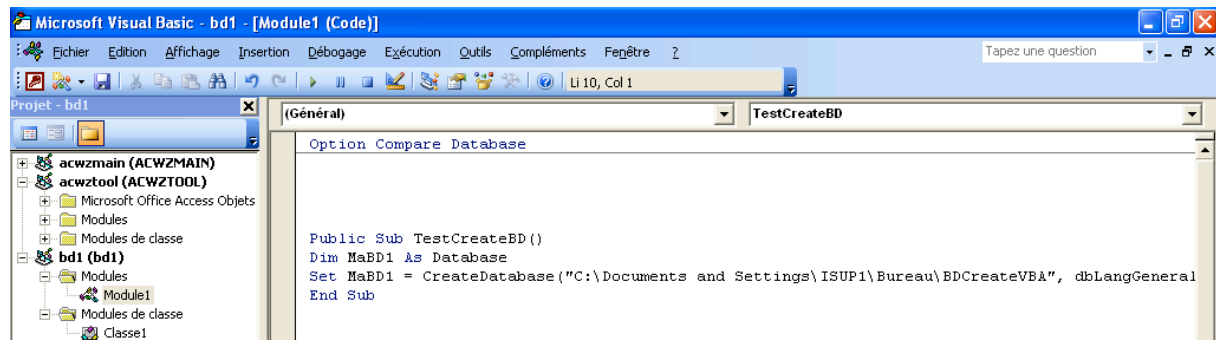 Microsoft Visual Basic - bd1 - [Module1 (Code)]
Fichier Edition Affichage Insertion Débogage Exécution Outils Compléments Fenêtre ? Tapez une question
Li 10, Col 1
Projet - bd1
(Général) TestCreateBD
Option Compare Database
acwzmain (ACWZMAIN)
acwztool (ACWZTOOL)
Microsoft Office Access Objets
Modules
Modules de classe
bd1 (bd1)
Modules
Module1
Modules de classe
Classe1
Public Sub TestCreateBD()
Dim MaBD1 As Database
Set MaBD1 = CreateDatabase("C:\Documents and Settings\ISUP1\Bureau\BDCreateVBA", dbLangGeneral
End Sub